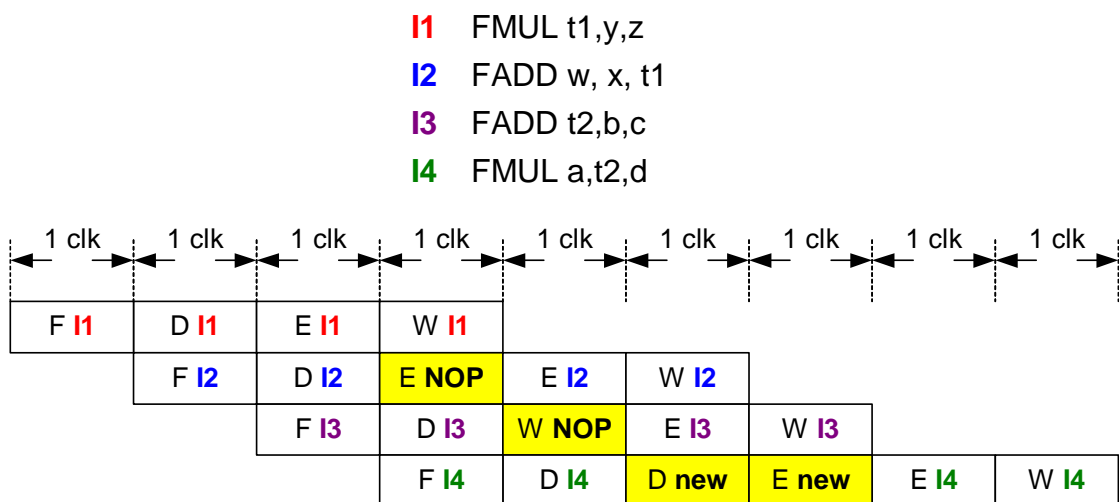 I1 FMUL t1,y,z
I2 FADD w, x, t1
I3 FADD t2,b,c
I4 FMUL a,t2,d
1 clk 1 clk 1 clk 1 clk 1 clk 1 clk 1 clk 1 clk 1 clk
F I1 D I1 E I1 W I1
F I2 D I2 E NOP E I2 W I2
F I3 D I3 W NOP E I3 W I3
F I4 D I4 D new E new E I4 W I4